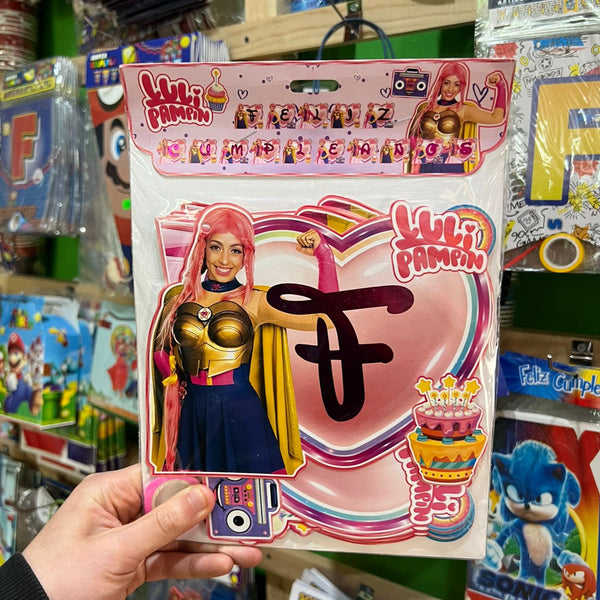 LULI
PAMPIN
FELIZ
CUMPLEAÑOS
LULI
PAMPIN
F
F
F
Feliz Cumple
SONIC